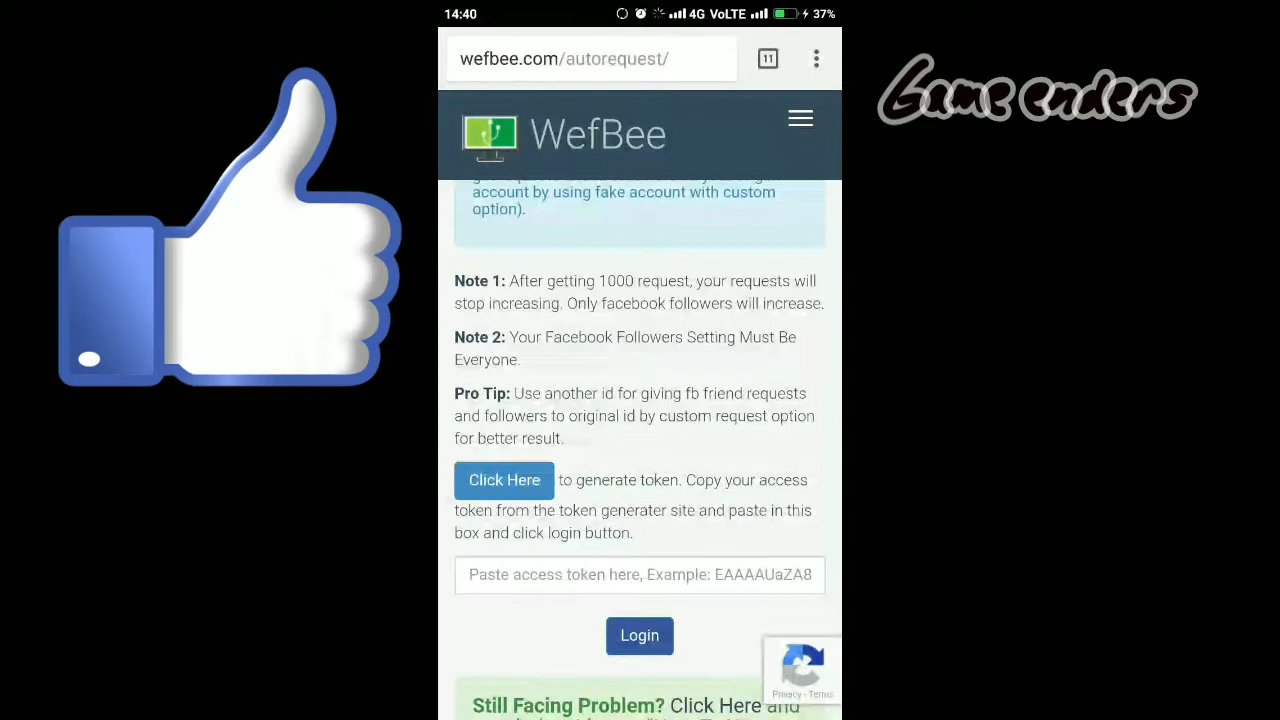 14:40
4G VoLTE 37%
wefbee.com/autorequest/
11
Game enders
WefBee
account by using fake account with custom
option).
Note 1: After getting 1000 request, your requests will
stop increasing. Only facebook followers will increase.
Note 2: Your Facebook Followers Setting Must Be
Everyone.
Pro Tip: Use another id for giving fb friend requests
and followers to original id by custom request option
for better result.
Click Here to generate token. Copy your access
token from the token generater site and paste in this
box and click login button.
Paste access token here, Example: EAAAAUaZA8
Login
Privacy - Terms
Still Facing Problem? Click Here and